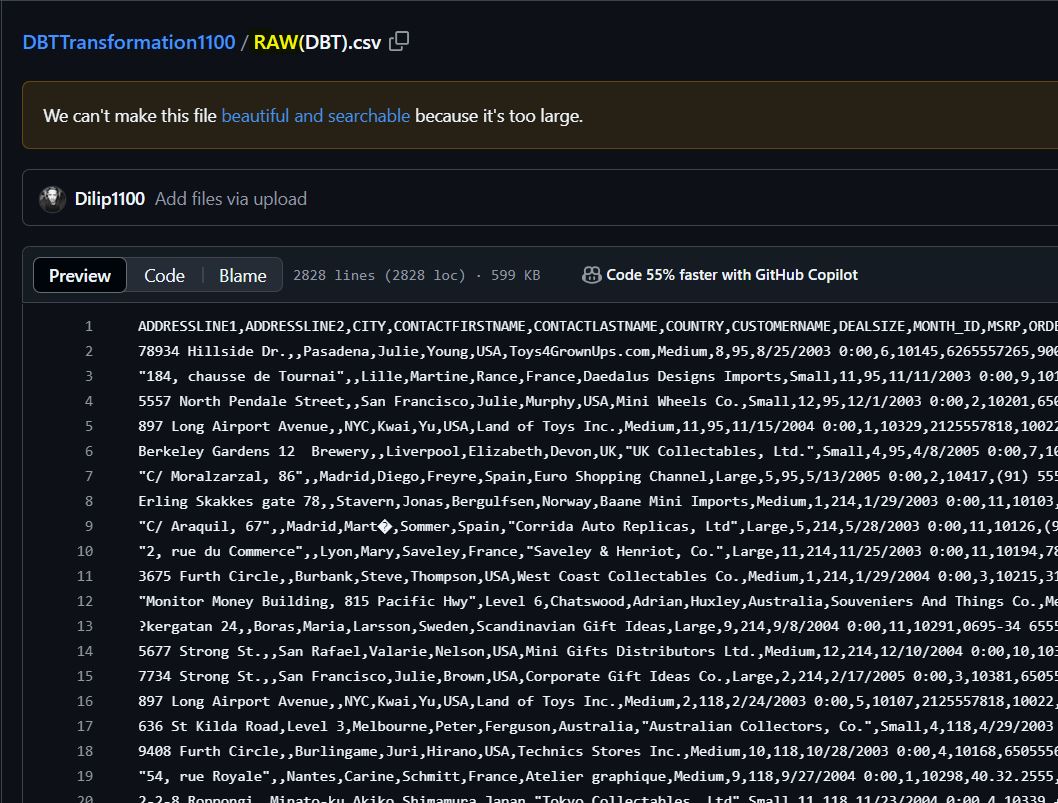 DBTTransformation1100 / RAW(DBT).csv
We can't make this file beautiful and searchable because it's too large.
Dilip1100 Add files via upload
Preview Code Blame 2828 lines (2828 loc) · 599 KB Code 55% faster with GitHub Copilot
1 ADDRESSLINE1,ADDRESSLINE2,CITY,CONTACTFIRSTNAME,CONTACTLASTNAME,COUNTRY,CUSTOMERNAME,DEALSIZE,MONTH_ID,MSRP,ORDE
2 78934 Hillside Dr.,,Pasadena,Julie,Young,USA,Toys4GrownUps.com,Medium,8,95,8/25/2003 0:00,6,10145,6265557265,900
3 "184, chausse de Tournai",,Lille,Martine,Rance,France,Daedalus Designs Imports,Small,11,95,11/11/2003 0:00,9,101
4 5557 North Pendale Street,,San Francisco,Julie,Murphy,USA,Mini Wheels Co.,Small,12,95,12/1/2003 0:00,2,10201,650
5 897 Long Airport Avenue,,NYC,Kwai,Yu,USA,Land of Toys Inc.,Medium,11,95,11/15/2004 0:00,1,10329,2125557818,10022
6 Berkeley Gardens 12  Brewery,,Liverpool,Elizabeth,Devon,UK,"UK Collectables, Ltd.",Small,4,95,4/8/2005 0:00,7,10
7 "C/ Moralzarzal, 86",,Madrid,Diego,Freyre,Spain,Euro Shopping Channel,Large,5,95,5/13/2005 0:00,2,10417,(91) 555
8 Erling Skakkes gate 78,,Stavern,Jonas,Bergulfsen,Norway,Baane Mini Imports,Medium,1,214,1/29/2003 0:00,11,10103,
9 "C/ Araquil, 67",,Madrid,Mart�,Sommer,Spain,"Corrida Auto Replicas, Ltd",Large,5,214,5/28/2003 0:00,11,10126,(9
10 "2, rue du Commerce",,Lyon,Mary,Saveley,France,"Saveley & Henriot, Co.",Large,11,214,11/25/2003 0:00,11,10194,78
11 3675 Furth Circle,,Burbank,Steve,Thompson,USA,West Coast Collectables Co.,Medium,1,214,1/29/2004 0:00,3,10215,31
12 "Monitor Money Building, 815 Pacific Hwy",Level 6,Chatswood,Adrian,Huxley,Australia,Souveniers And Things Co.,Me
13 ?kergatan 24,,Boras,Maria,Larsson,Sweden,Scandinavian Gift Ideas,Large,9,214,9/8/2004 0:00,11,10291,0695-34 6555
14 5677 Strong St.,,San Rafael,Valarie,Nelson,USA,Mini Gifts Distributors Ltd.,Medium,12,214,12/10/2004 0:00,10,103
15 7734 Strong St.,,San Francisco,Julie,Brown,USA,Corporate Gift Ideas Co.,Large,2,214,2/17/2005 0:00,3,10381,65055
16 897 Long Airport Avenue,,NYC,Kwai,Yu,USA,Land of Toys Inc.,Medium,2,118,2/24/2003 0:00,5,10107,2125557818,10022,
17 636 St Kilda Road,Level 3,Melbourne,Peter,Ferguson,Australia,"Australian Collectors, Co.",Small,4,118,4/29/2003
18 9408 Furth Circle,,Burlingame,Juri,Hirano,USA,Technics Stores Inc.,Medium,10,118,10/28/2003 0:00,4,10168,6505556
19 "54, rue Royale",,Nantes,Carine,Schmitt,France,Atelier graphique,Medium,9,118,9/27/2004 0:00,1,10298,40.32.2555,
20 2-2-8 Roppongi,,Minato-ku,Akiko,Shimamura,Japan,"Tokyo Collectables, Ltd",Small,11,118,11/23/2004 0:00,4,10339,